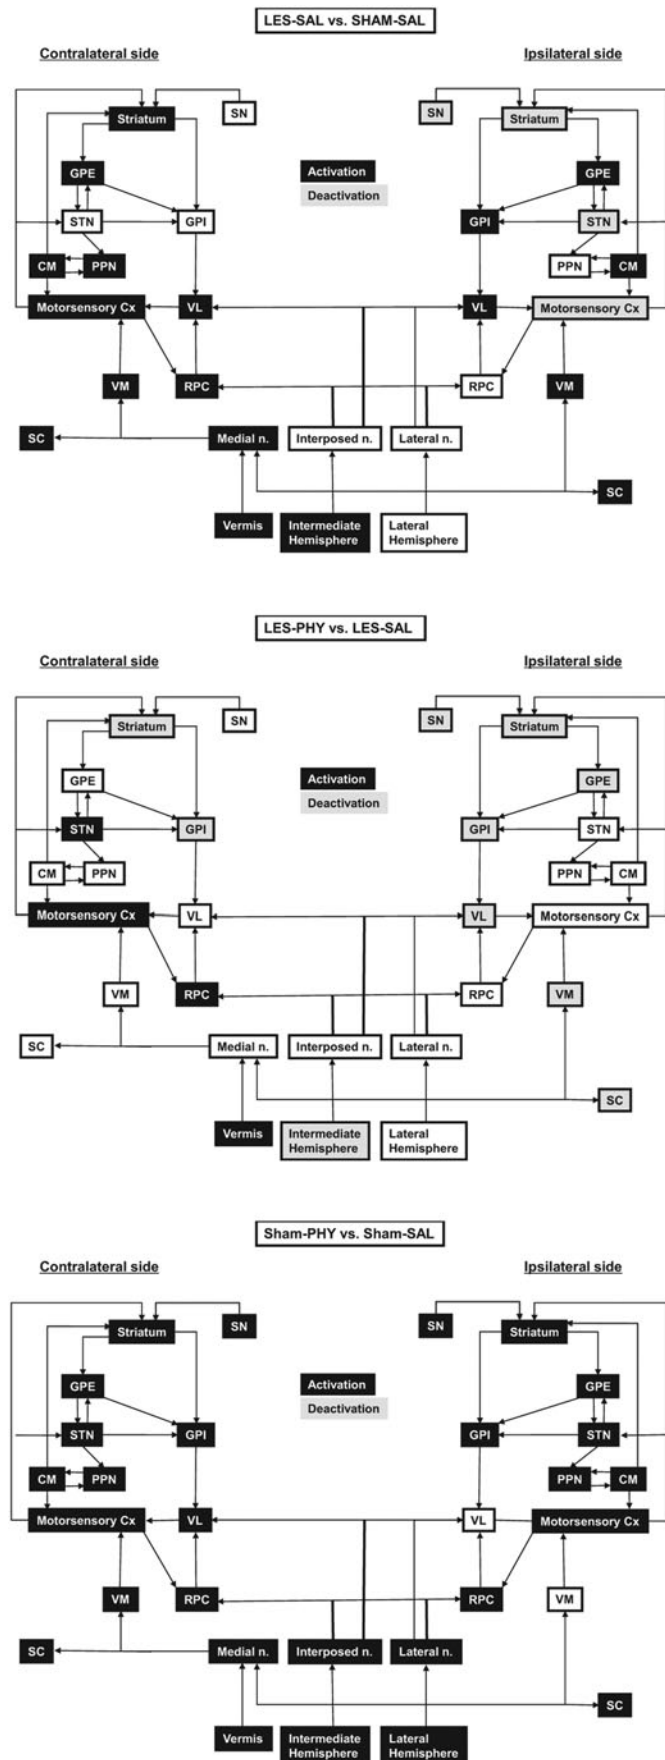 LES-SAL vs. SHAM-SAL
Contralateral side
Ipsilateral side
Striatum
SN
SN
Striatum
GPE
Activation
Deactivation
GPE
STN
GPI
GPI
STN
CM
PPN
PPN
CM
Motorsensory Cx
VL
VL
Motorsensory Cx
VM
RPC
RPC
VM
SC
Medial n.
Interposed n.
Lateral n.
SC
Vermis
Intermediate
Hemisphere
Lateral
Hemisphere
LES-PHY vs. LES-SAL
Contralateral side
Ipsilateral side
Striatum
SN
SN
Striatum
GPE
Activation
Deactivation
GPE
STN
GPI
GPI
STN
CM
PPN
PPN
CM
Motorsensory Cx
VL
VL
Motorsensory Cx
VM
RPC
RPC
VM
SC
Medial n.
Interposed n.
Lateral n.
SC
Vermis
Intermediate
Hemisphere
Lateral
Hemisphere
Sham-PHY vs. Sham-SAL
Contralateral side
Ipsilateral side
Striatum
SN
SN
Striatum
GPE
Activation
Deactivation
GPE
STN
GPI
GPI
STN
CM
PPN
PPN
CM
Motorsensory Cx
VL
VL
Motorsensory Cx
VM
RPC
RPC
VM
SC
Medial n.
Interposed n.
Lateral n.
SC
Vermis
Intermediate
Hemisphere
Lateral
Hemisphere